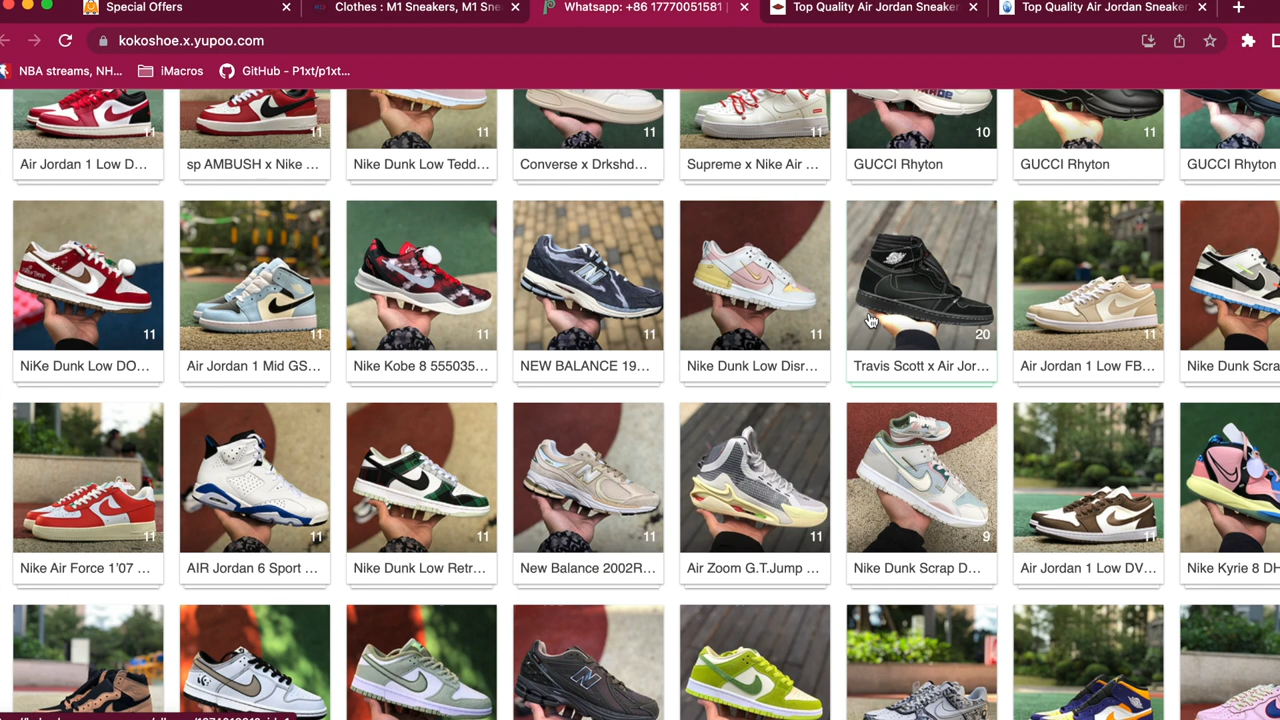 Special Offers
Clothes : M1 Sneakers, M1 Sne
Whatsapp: +86 17770051581 |
Top Quality Air Jordan Sneaker
Top Quality Air Jordan Sneaker
kokoshoe.x.yupoo.com
NBA streams, NH...
iMacros
GitHub - P1xt/p1xt...
11 11 11 11 11 10 11
Air Jordan 1 Low D...
sp AMBUSH x Nike ...
Nike Dunk Low Tedd...
Converse x Drkshd...
Supreme x Nike Air ...
GUCCI Rhyton
GUCCI Rhyton
GUCCI Rhyton
11 11 11 11 11 20 11
NiKe Dunk Low DO...
Air Jordan 1 Mid GS...
Nike Kobe 8 555035...
NEW BALANCE 19...
Nike Dunk Low Disr...
Travis Scott x Air Jor...
Air Jordan 1 Low FB...
Nike Dunk Scra
11 11 11 11 11 9 11
Nike Air Force 1'07 ...
AIR Jordan 6 Sport ...
Nike Dunk Low Retr...
New Balance 2002R...
Air Zoom G.T.Jump ...
Nike Dunk Scrap D...
Air Jordan 1 Low DV...
Nike Kyrie 8 DH